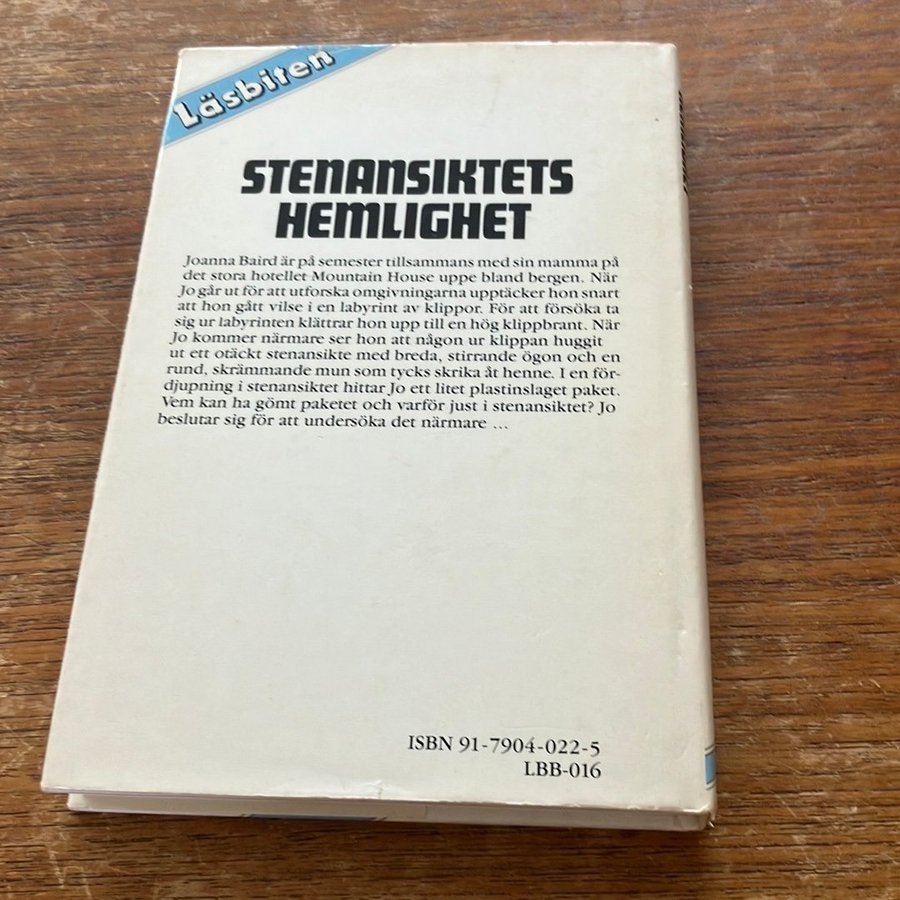 Läsbiten
STENANSIKTETS
HEMLIGHET
Joanna Baird är på semester tillsammans med sin mamma på
det stora hotellet Mountain House uppe bland bergen. När
Jo går ut för att utforska omgivningarna upptäcker hon snart
att hon gått vilse i en labyrint av klippor. För att försöka ta
sig ur labyrinten klättrar hon upp till en hög klippbrant. När
Jo kommer närmare ser hon att någon ur klippan huggit
ut ett otäckt stenansikte med breda, stirrande ögon och en
rund, skrämmande mun som tycks skrika åt henne. I en för-
djupning i stenansiktet hittar Jo ett litet plastinslaget paket.
Vem kan ha gömt paketet och varför just i stenansiktet? Jo
beslutar sig för att undersöka det närmare ...
ISBN 91-7904-022-5
LBB-016